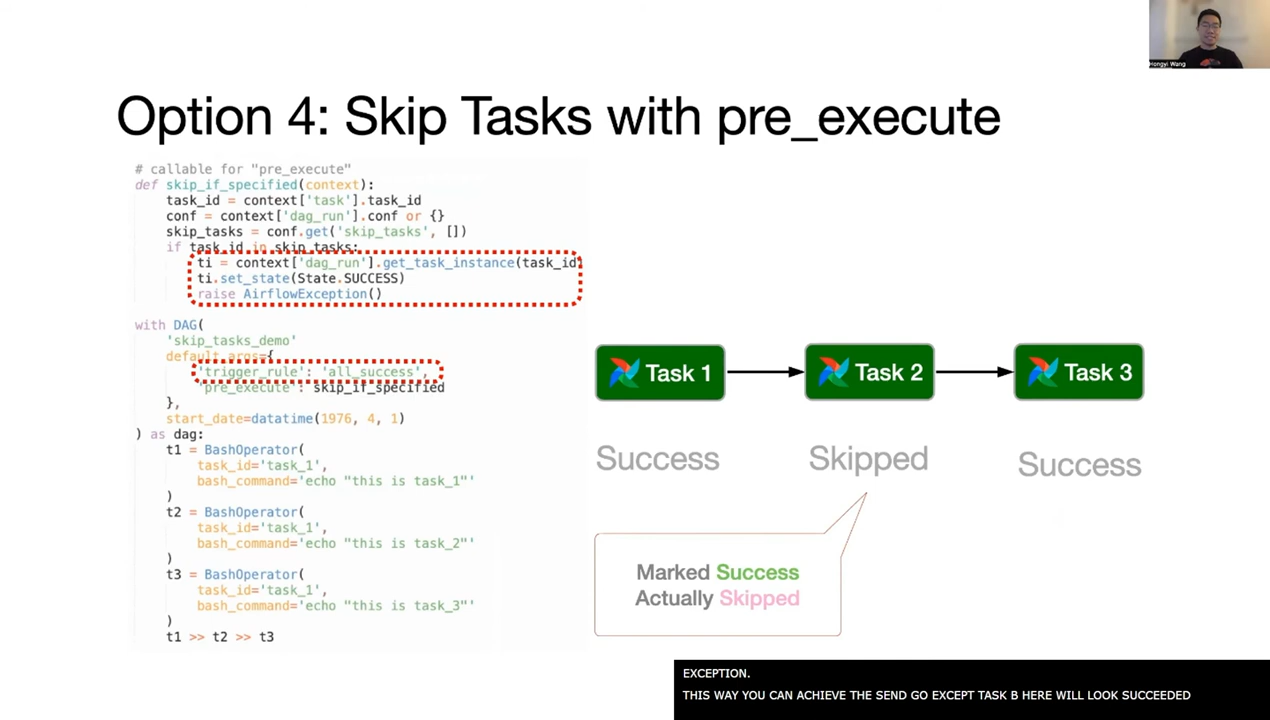 Hongyi Wang
Option 4: Skip Tasks with pre_execute
# callable for "pre_execute"
def skip_if_specified(context):
task_id = context['task'].task_id
conf = context['dag_run'].conf or {}
skip_tasks = conf.get('skip_tasks', [])
if task_id in skip_tasks:
ti = context['dag_run'].get_task_instance(task_id)
ti.set_state(State.SUCCESS)
raise AirflowException()
with DAG(
'skip_tasks_demo'
default_args={
'trigger_rule': 'all_success',
'pre_execute': skip_if_specified
},
start_date=datatime(1976, 4, 1)
) as dag:
t1 = BashOperator(
task_id='task_1',
bash_command='echo "this is task_1"'
)
t2 = BashOperator(
task_id='task_1',
bash_command='echo "this is task_2"'
)
t3 = BashOperator(
task_id='task_1',
bash_command='echo "this is task_3"'
)
t1 >> t2 >> t3
Task 1
Task 2
Task 3
Success
Skipped
Success
Marked Success
Actually Skipped
EXCEPTION.
THIS WAY YOU CAN ACHIEVE THE SEND GO EXCEPT TASK B HERE WILL LOOK SUCCEEDED